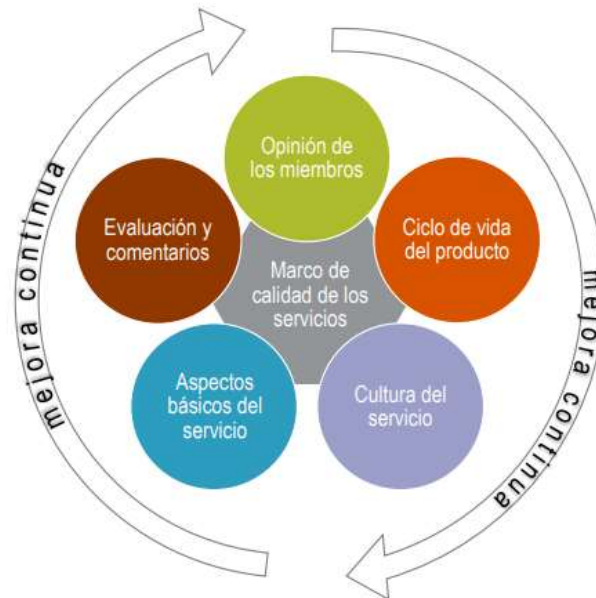 Opinión de
los miembros
Evaluación y
comentarios
Ciclo de vida
del producto
Marco de
calidad de los
servicios
Aspectos
básicos del
servicio
Cultura del
servicio
mejora continua
mejora continua